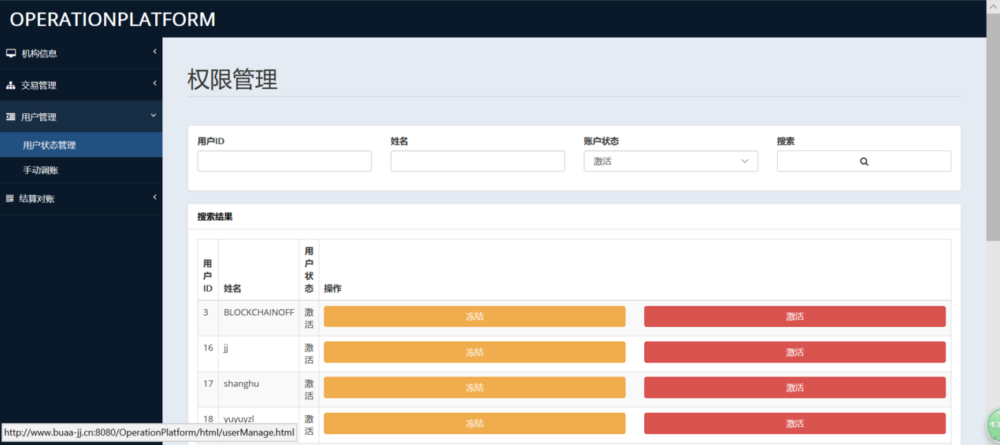 OPERATIONPLATFORM
机构信息
交易管理
用户管理
用户状态管理
手动调账
结算对账
权限管理
用户ID 姓名 账户状态 搜索
激活
搜索结果
用户ID 姓名 用户状态 操作
3 BLOCKCHAINOFF 激活 冻结 激活
16 jj 激活 冻结 激活
17 shanghu 激活 冻结 激活
18 yuyuyzl 激活 冻结 激活
http://www.buaa-jj.cn:8080/OperationPlatform/html/userManage.html
43